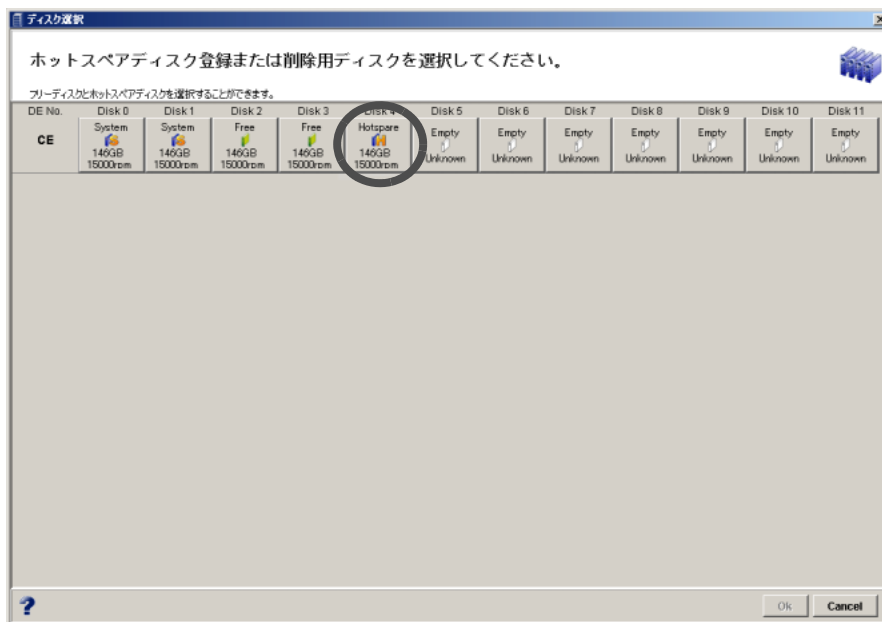 ディスク選択
ホットスペアディスク登録または削除用ディスクを選択してください。
フリーディスクとホットスペアディスクを選択することができます。
DE No. Disk 0 Disk 1 Disk 2 Disk 3 Disk 4 Disk 5 Disk 6 Disk 7 Disk 8 Disk 9 Disk 10 Disk 11
System System Free Free Hotspare Empty Empty Empty Empty Empty Empty Empty
CE
146GB 146GB 146GB 146GB 146GB Unknown Unknown Unknown Unknown Unknown Unknown Unknown
15000rpm 15000rpm 15000rpm 15000rpm 15000rpm
? Ok Cancel